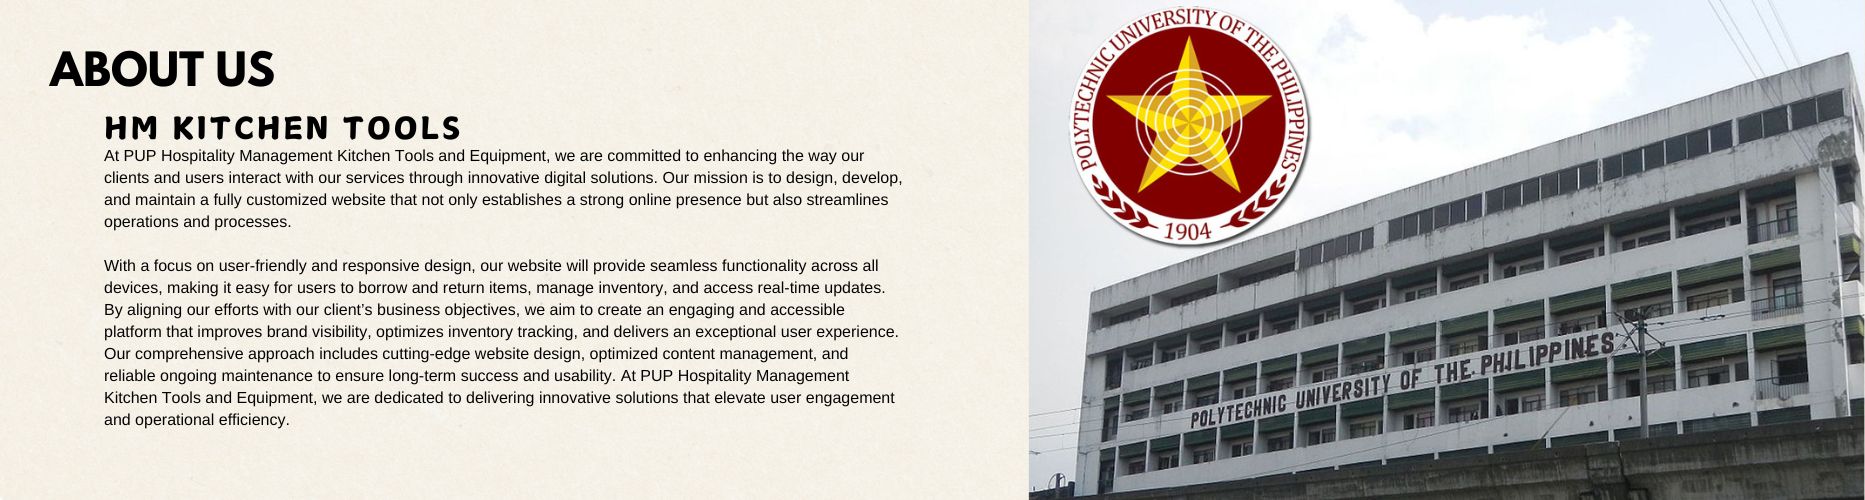 ABOUT US
HM KITCHEN TOOLS
At PUP Hospitality Management Kitchen Tools and Equipment, we are committed to enhancing the way our
clients and users interact with our services through innovative digital solutions. Our mission is to design, develop,
and maintain a fully customized website that not only establishes a strong online presence but also streamlines
operations and processes.
With a focus on user-friendly and responsive design, our website will provide seamless functionality across all
devices, making it easy for users to borrow and return items, manage inventory, and access real-time updates.
By aligning our efforts with our client’s business objectives, we aim to create an engaging and accessible
platform that improves brand visibility, optimizes inventory tracking, and delivers an exceptional user experience.
Our comprehensive approach includes cutting-edge website design, optimized content management, and
reliable ongoing maintenance to ensure long-term success and usability. At PUP Hospitality Management
Kitchen Tools and Equipment, we are dedicated to delivering innovative solutions that elevate user engagement
and operational efficiency.
POLYTECHNIC UNIVERSITY OF THE PHILIPPINES
1904
POLYTECHNIC UNIVERSITY OF THE PHILIPPINES